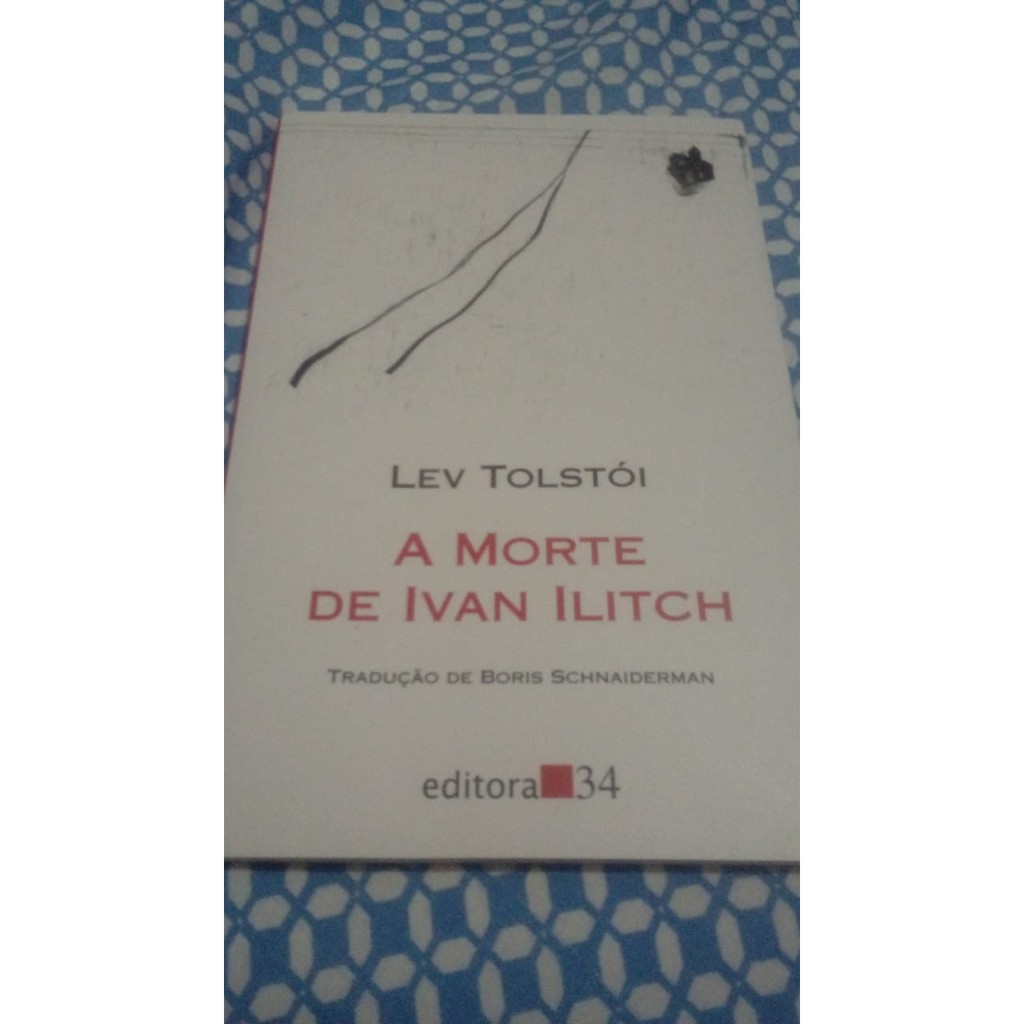 LEV TOLSTÓI
A MORTE
DE IVAN ILITCH
TRADUÇÃO DE BORIS SCHNAIDERMAN
editora 34